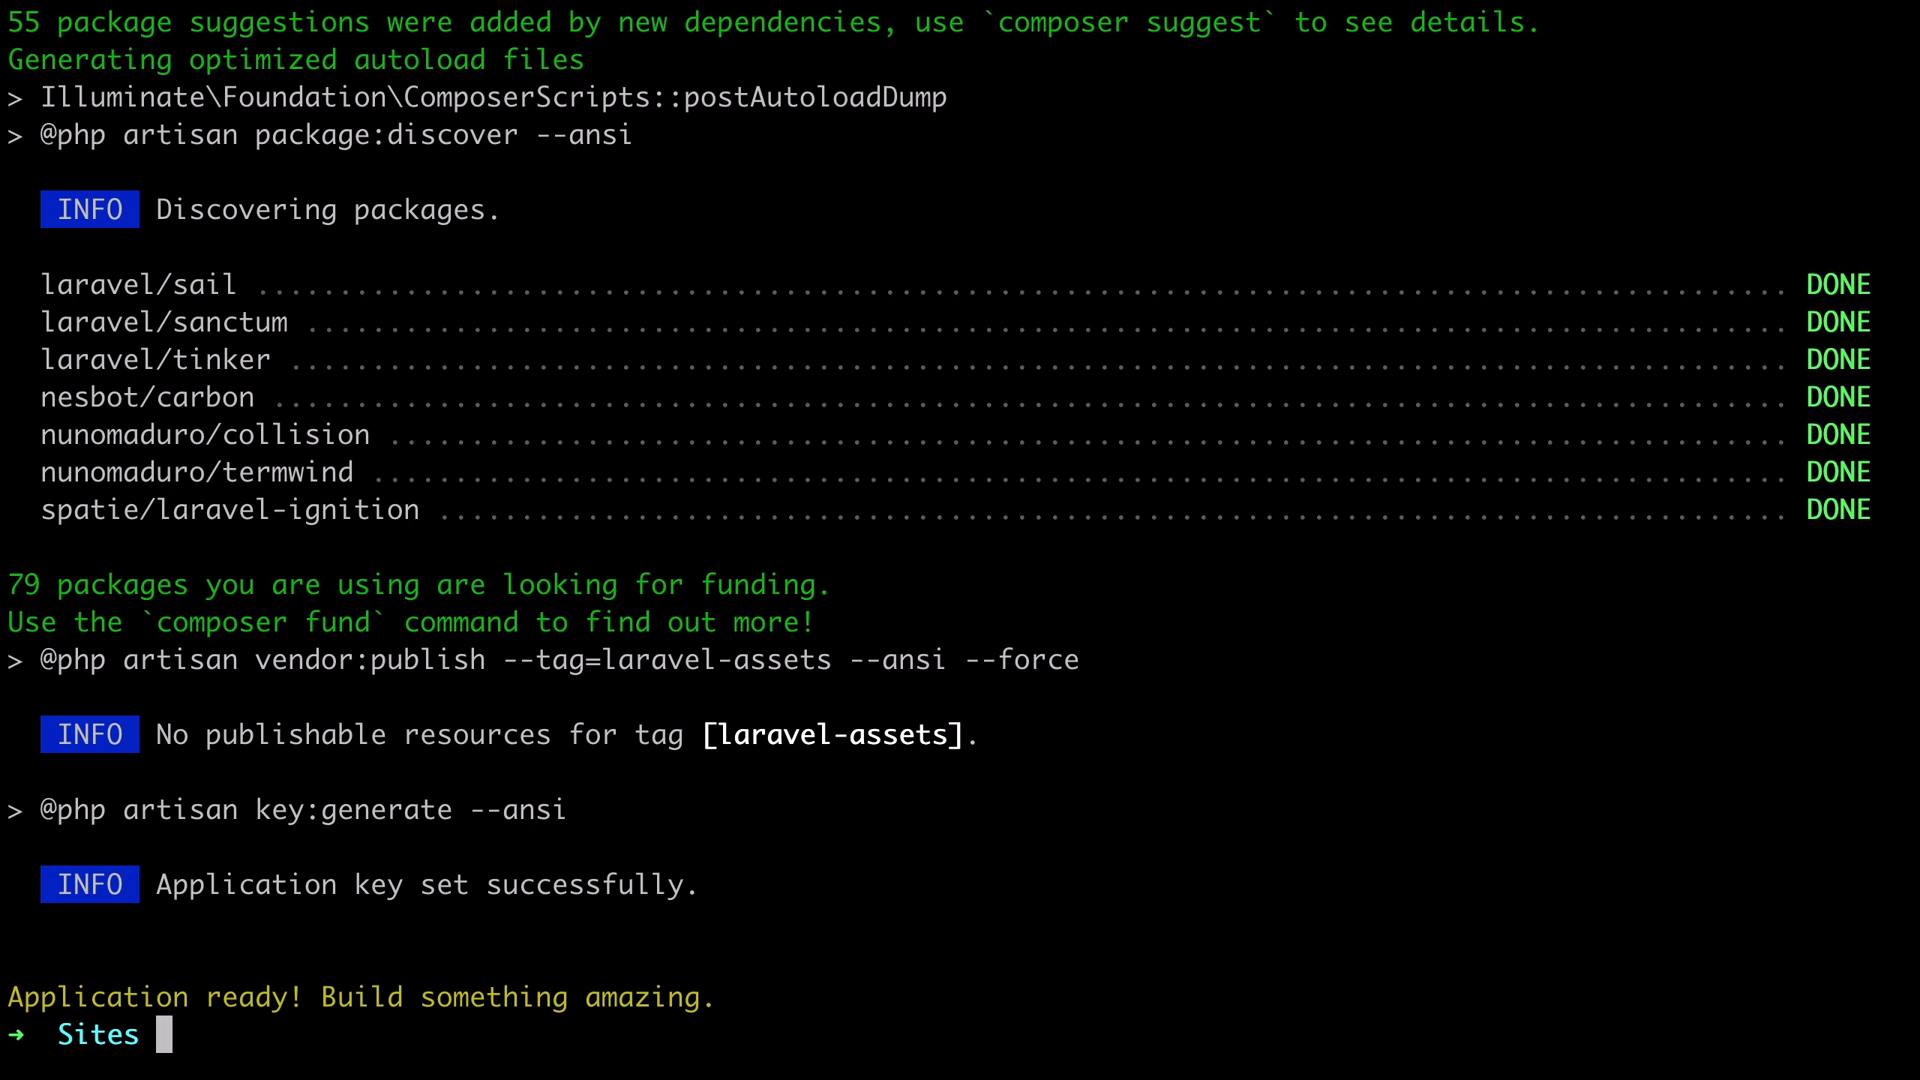 55 package suggestions were added by new dependencies, use `composer suggest` to see details.
Generating optimized autoload files
> Illuminate\Foundation\ComposerScripts::postAutoloadDump
> @php artisan package:discover --ansi
INFO Discovering packages.
laravel/sail ............................................................................................. DONE
laravel/sanctum .......................................................................................... DONE
laravel/tinker ........................................................................................... DONE
nesbot/carbon ............................................................................................ DONE
nunomaduro/collision ..................................................................................... DONE
nunomaduro/termwind ...................................................................................... DONE
spatie/laravel-ignition .................................................................................. DONE
79 packages you are using are looking for funding.
Use the `composer fund` command to find out more!
> @php artisan vendor:publish --tag=laravel-assets --ansi --force
INFO No publishable resources for tag [laravel-assets].
> @php artisan key:generate --ansi
INFO Application key set successfully.
Application ready! Build something amazing.
➜ Sites